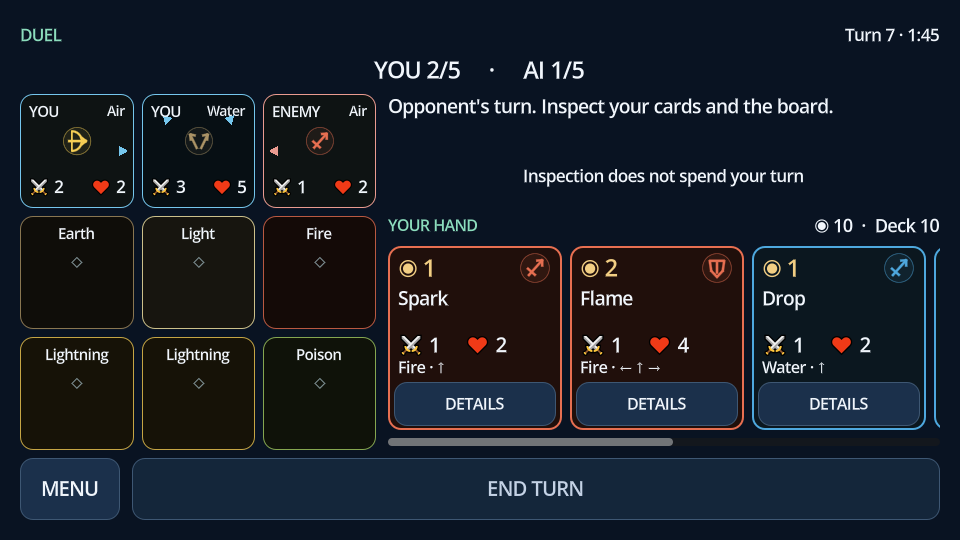 DUEL
Turn 7 · 1:45
YOU 2/5 · AI 1/5
YOU Air
2 2
YOU Water
3 5
ENEMY Air
1 2
Opponent's turn. Inspect your cards and the board.
Inspection does not spend your turn
Earth
Light
Fire
Lightning
Lightning
Poison
YOUR HAND
◉ 10 · Deck 10
◉ 1
Spark
1 2
Fire · ↑
DETAILS
◉ 2
Flame
1 4
Fire · ← ↑ →
DETAILS
◉ 1
Drop
1 2
Water · ↑
DETAILS
MENU
END TURN